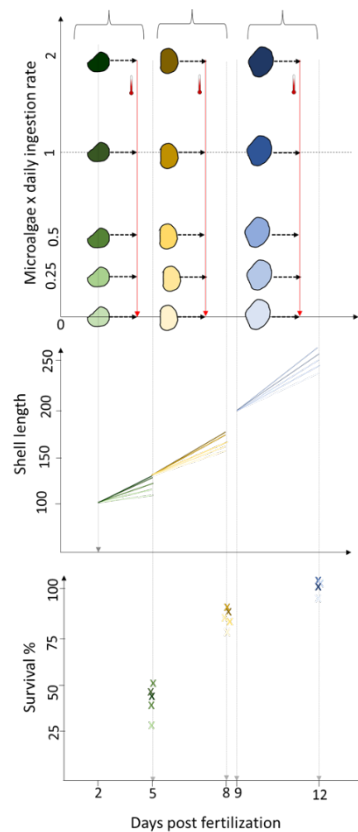 Microalgae x daily ingestion rate
2
1
0.5
0.25
0
Shell length
250
200
150
100
Survival %
100
75
50
25
2 5 8 9 12
Days post fertilization